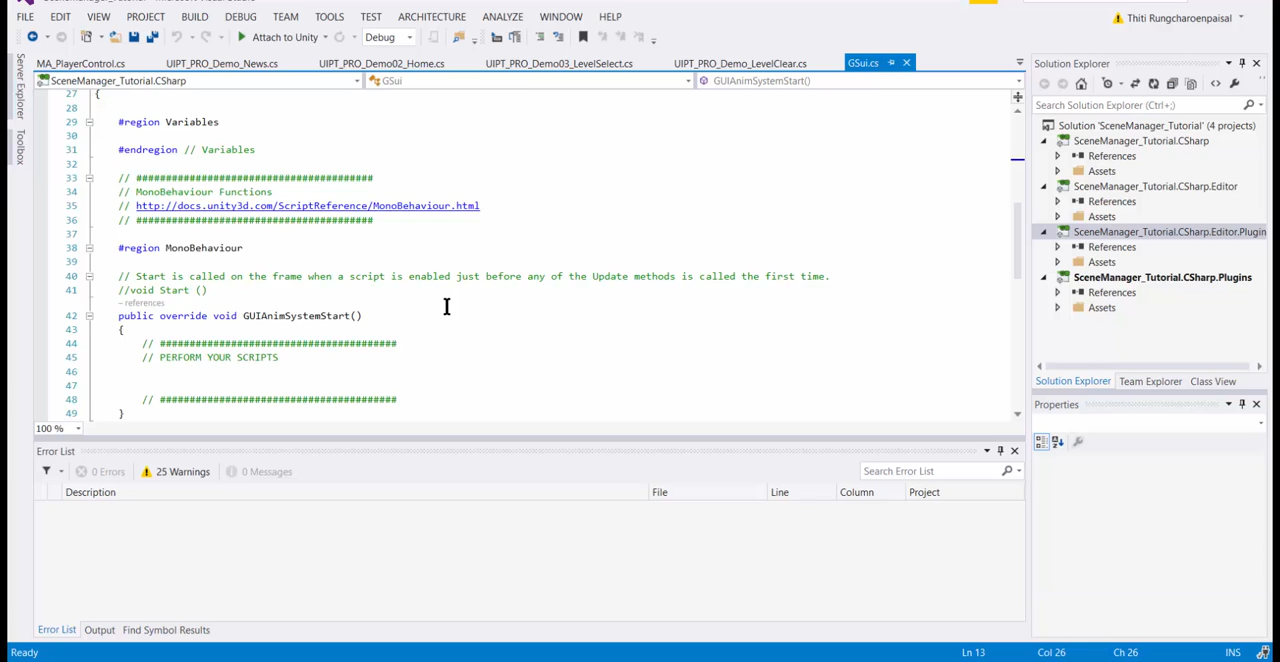 FILE EDIT VIEW PROJECT BUILD DEBUG TEAM TOOLS TEST ARCHITECTURE ANALYZE WINDOW HELP
Thiti Rungcharoenpaisal
Attach to Unity Debug
MA_PlayerControl.cs UIPT_PRO_Demo_News.cs UIPT_PRO_Demo02_Home.cs UIPT_PRO_Demo03_LevelSelect.cs UIPT_PRO_Demo_LevelClear.cs GSui.cs
SceneManager_Tutorial.CSharp GSui GUIAnimSystemStart()
Server Explorer
Toolbox
27 {
28
29 #region Variables
30
31 #endregion // Variables
32
33 // ########################################
34 // MonoBehaviour Functions
35 // http://docs.unity3d.com/ScriptReference/MonoBehaviour.html
36 // ########################################
37
38 #region MonoBehaviour
39
40 // Start is called on the frame when a script is enabled just before any of the Update methods is called the first time.
41 //void Start ()
– references
42 public override void GUIAnimSystemStart()
43 {
44 // ########################################
45 // PERFORM YOUR SCRIPTS
46
47
48 // ########################################
49 }
100 %
Error List
0 Errors 25 Warnings 0 Messages Search Error List
Description File Line Column Project
Error List Output Find Symbol Results
Solution Explorer
Search Solution Explorer (Ctrl+;)
Solution 'SceneManager_Tutorial' (4 projects)
SceneManager_Tutorial.CSharp
References
Assets
SceneManager_Tutorial.CSharp.Editor
References
Assets
SceneManager_Tutorial.CSharp.Editor.Plugin
References
Assets
SceneManager_Tutorial.CSharp.Plugins
References
Assets
Solution Explorer Team Explorer Class View
Properties
Ready Ln 13 Col 26 Ch 26 INS